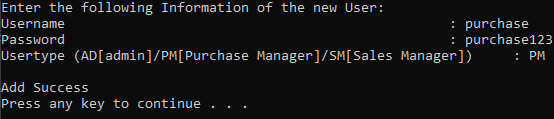 Enter the following Information of the new User:
Username : purchase
Password : purchase123
Usertype (AD[admin]/PM[Purchase Manager]/SM[Sales Manager]) : PM
Add Success
Press any key to continue . . .